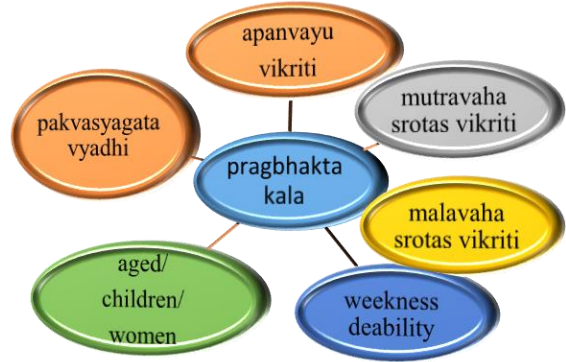 apanvayu
vikriti
mutravaha
srotas vikriti
pakvasyagata
vyadhi
pragbhakta
kala
malavaha
srotas vikriti
aged/
children/
women
weekness
deability